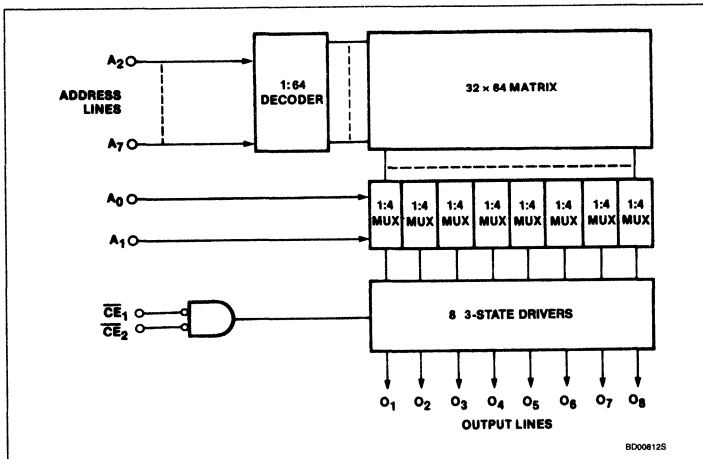 A2
ADDRESS
LINES
A7
1:64
DECODER
32 × 64 MATRIX
A0
A1
1:4 MUX 1:4 MUX 1:4 MUX 1:4 MUX 1:4 MUX 1:4 MUX 1:4 MUX 1:4 MUX
C̅E̅1
C̅E̅2
8 3-STATE DRIVERS
O1 O2 O3 O4 O5 O6 O7 O8
OUTPUT LINES
BD00812S